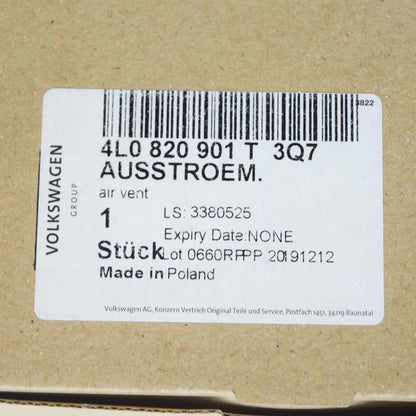 3822
4L0 820 901 T 3Q7
AUSSTROEM.
air vent
1 LS: 3380525
Expiry Date:NONE
Stück Lot 0660RPPP 20191212
Made in Poland
VOLKSWAGEN
GROUP
Volkswagen AG, Konzern Vertrieb Original Teile und Service, Postfach 1451, 34219 Baunatal